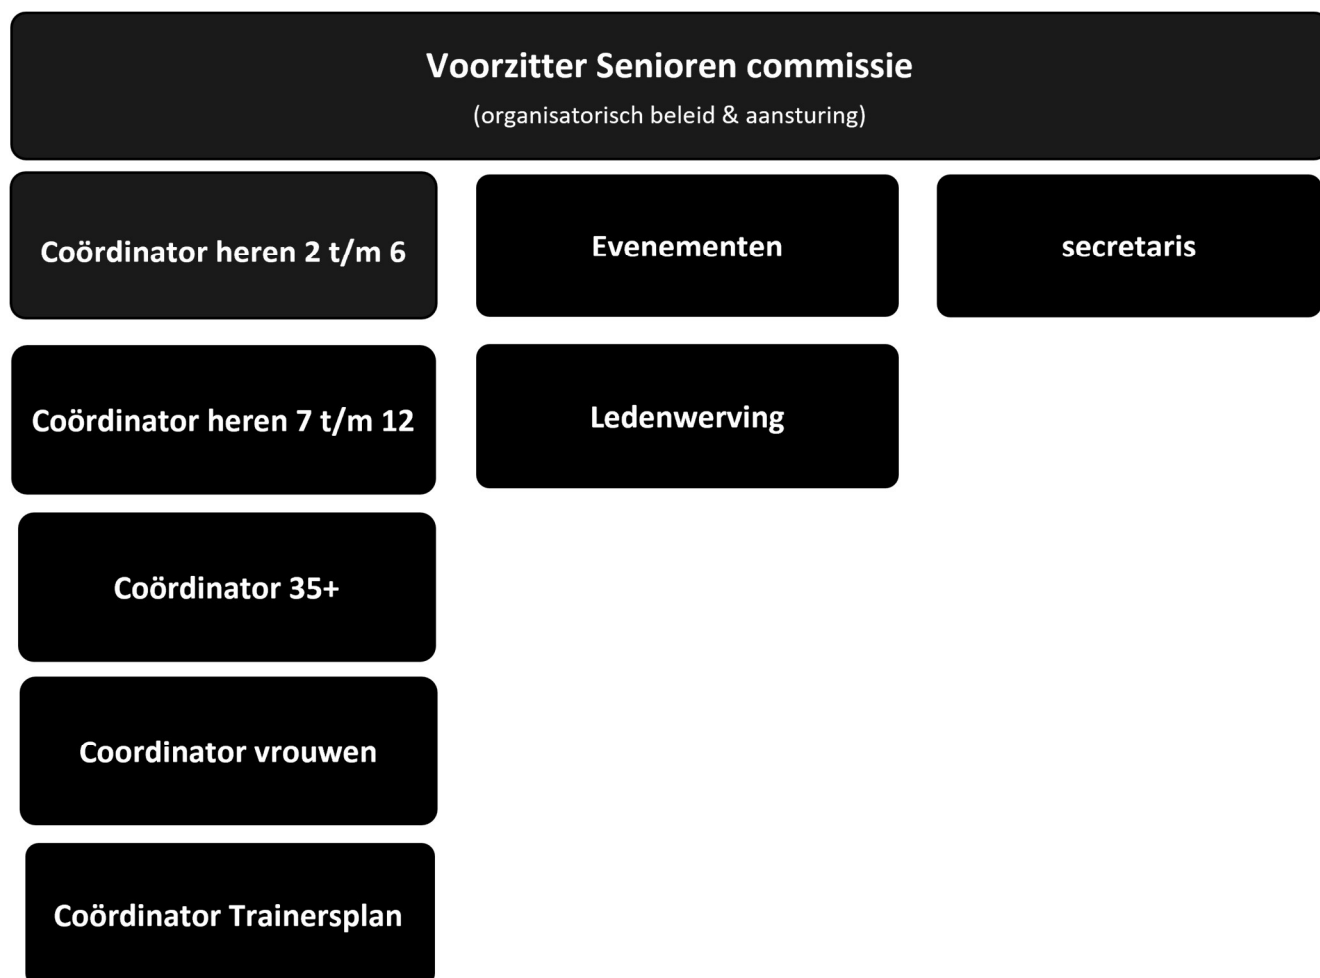 Voorzitter Senioren commissie
(organisatorisch beleid & aansturing)
Coördinator heren 2 t/m 6
Evenementen
secretaris
Coördinator heren 7 t/m 12
Ledenwerving
Coördinator 35+
Coordinator vrouwen
Coördinator Trainersplan